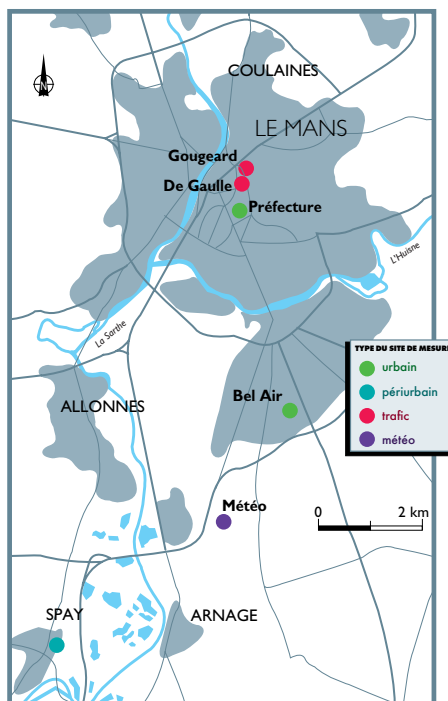 COULAINES
LE MANS
Gougeard
De Gaulle
Préfecture
L'Huisne
La Sarthe
TYPE DU SITE DE MESURE
urbain
périurbain
trafic
météo
ALLONNES
Bel Air
Météo
0 2 km
SPAY
ARNAGE